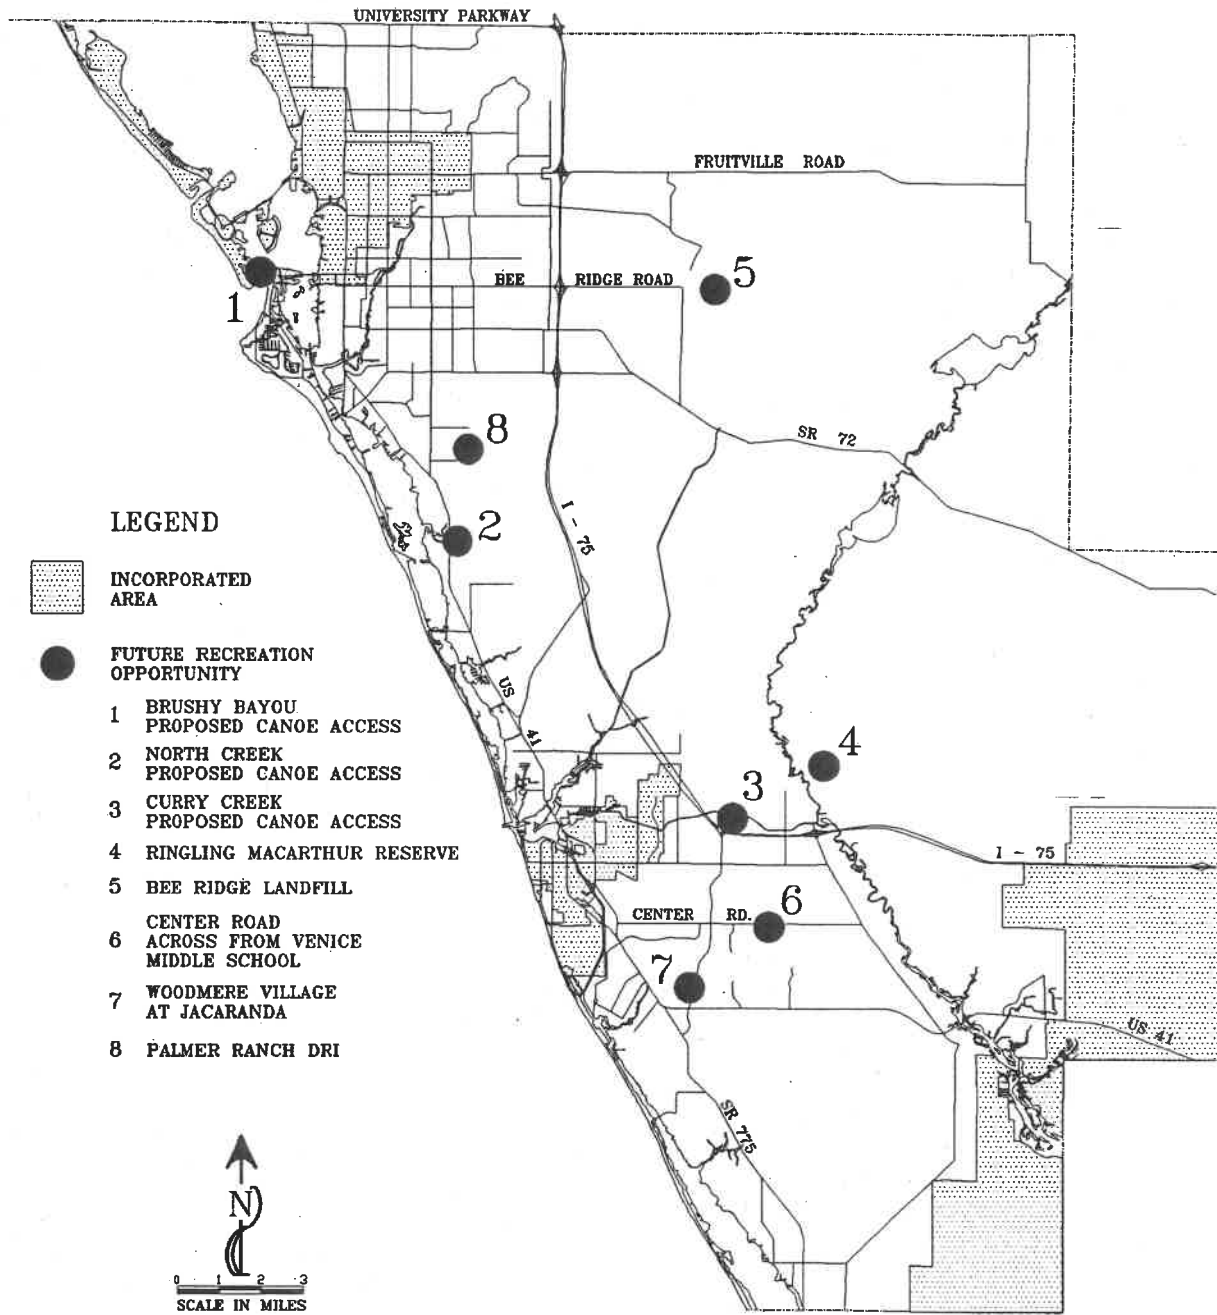 UNIVERSITY PARKWAY
FRUITVILLE ROAD
BEE RIDGE ROAD
5
1
SR 72
8
I - 75
2
US 41
4
3
I - 75
CENTER RD.
6
7
US 41
SR 775
LEGEND
INCORPORATED
AREA
FUTURE RECREATION
OPPORTUNITY
1 BRUSHY BAYOU
PROPOSED CANOE ACCESS
2 NORTH CREEK
PROPOSED CANOE ACCESS
3 CURRY CREEK
PROPOSED CANOE ACCESS
4 RINGLING MACARTHUR RESERVE
5 BEE RIDGE LANDFILL
CENTER ROAD
6 ACROSS FROM VENICE
MIDDLE SCHOOL
7 WOODMERE VILLAGE
AT JACARANDA
8 PALMER RANCH DRI
N
0 1 2 3
SCALE IN MILES